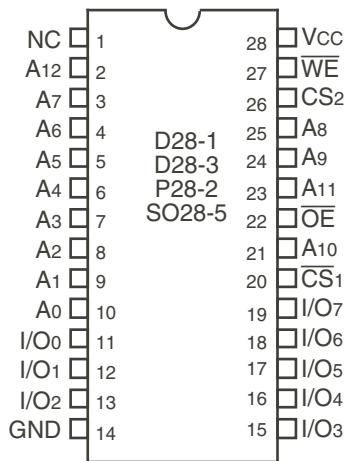 NC 1 28 VCC
A12 2 27 WE
A7 3 26 CS2
A6 4 25 A8
A5 5 24 A9
A4 6 23 A11
A3 7 22 OE
A2 8 21 A10
A1 9 20 CS1
A0 10 19 I/O7
I/O0 11 18 I/O6
I/O1 12 17 I/O5
I/O2 13 16 I/O4
GND 14 15 I/O3
D28-1
D28-3
P28-2
SO28-5